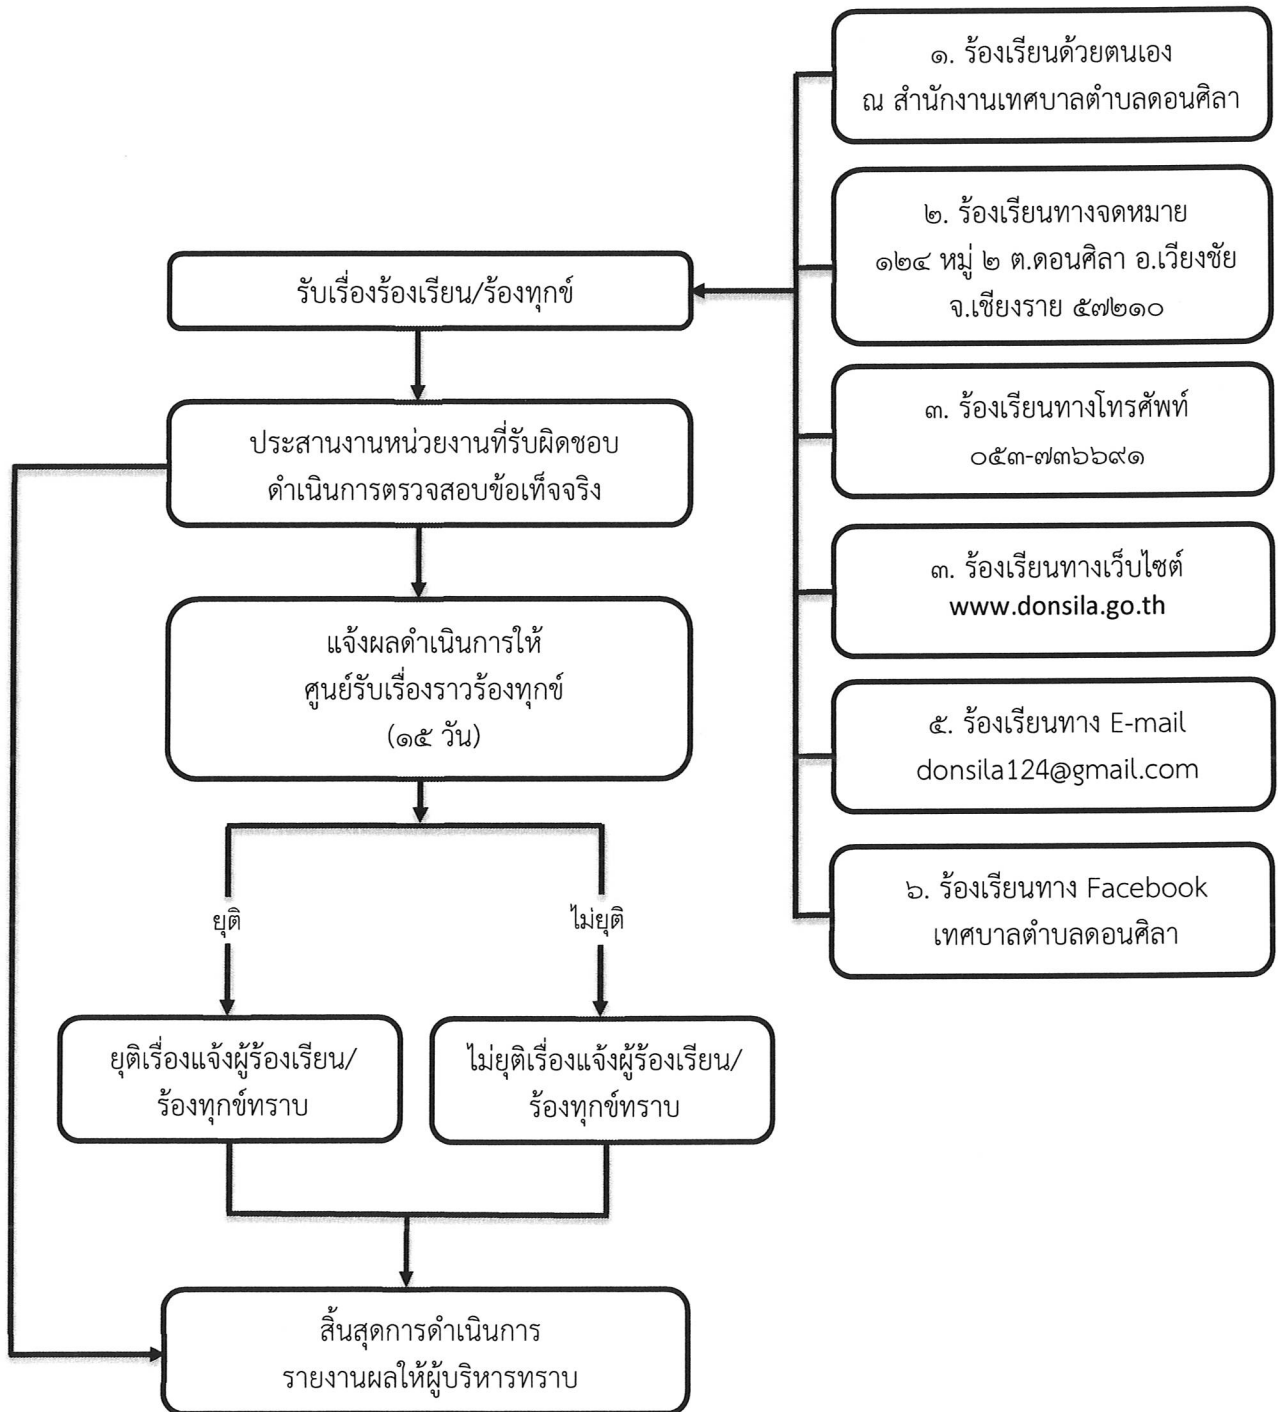 ๑. ร้องเรียนด้วยตนเอง
ณ สำนักงานเทศบาลตำบลดอนศิลา
๒. ร้องเรียนทางจดหมาย
๑๒๔ หมู่ ๒ ต.ดอนศิลา อ.เวียงชัย
จ.เชียงราย ๕๗๒๑๐
๓. ร้องเรียนทางโทรศัพท์
๐๕๓-๗๓๖๖๙๑
๓. ร้องเรียนทางเว็บไซต์
www.donsila.go.th
๕. ร้องเรียนทาง E-mail
donsila124@gmail.com
๖. ร้องเรียนทาง Facebook
เทศบาลตำบลดอนศิลา
รับเรื่องร้องเรียน/ร้องทุกข์
ประสานงานหน่วยงานที่รับผิดชอบ
ดำเนินการตรวจสอบข้อเท็จจริง
แจ้งผลดำเนินการให้
ศูนย์รับเรื่องราวร้องทุกข์
(๑๕ วัน)
ยุติ
ไม่ยุติ
ยุติเรื่องแจ้งผู้ร้องเรียน/
ร้องทุกข์ทราบ
ไม่ยุติเรื่องแจ้งผู้ร้องเรียน/
ร้องทุกข์ทราบ
สิ้นสุดการดำเนินการ
รายงานผลให้ผู้บริหารทราบ